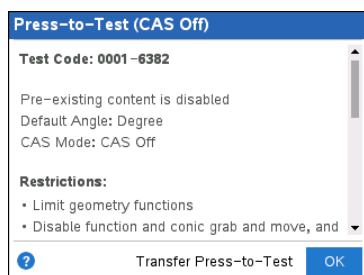 Press-to-Test (CAS Off)
Test Code: 0001-6382
Pre-existing content is disabled
Default Angle: Degree
CAS Mode: CAS Off
Restrictions:
• Limit geometry functions
• Disable function and conic grab and move, and
? Transfer Press-to-Test OK